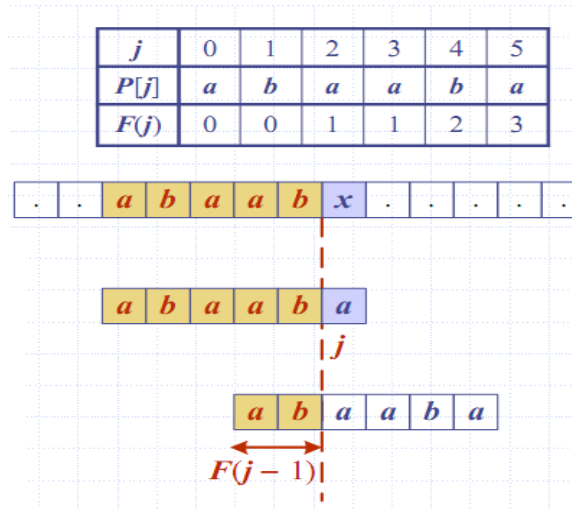 j 0 1 2 3 4 5
P[j] a b a a b a
F(j) 0 0 1 1 2 3
. . a b a a b x . . . . .
a b a a b a
j
a b a a b a
F(j − 1)